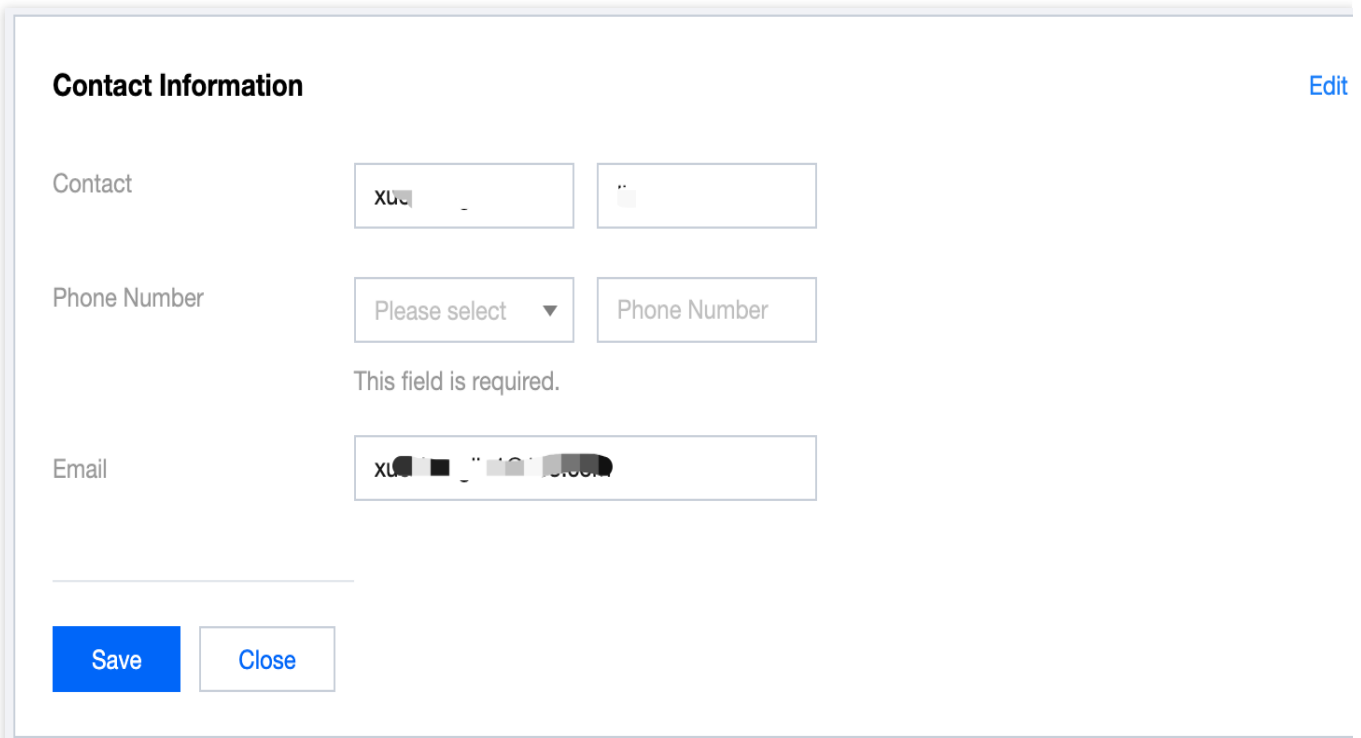 Contact Information
Edit
Contact
Phone Number
Please select
Phone Number
This field is required.
Email
Save
Close